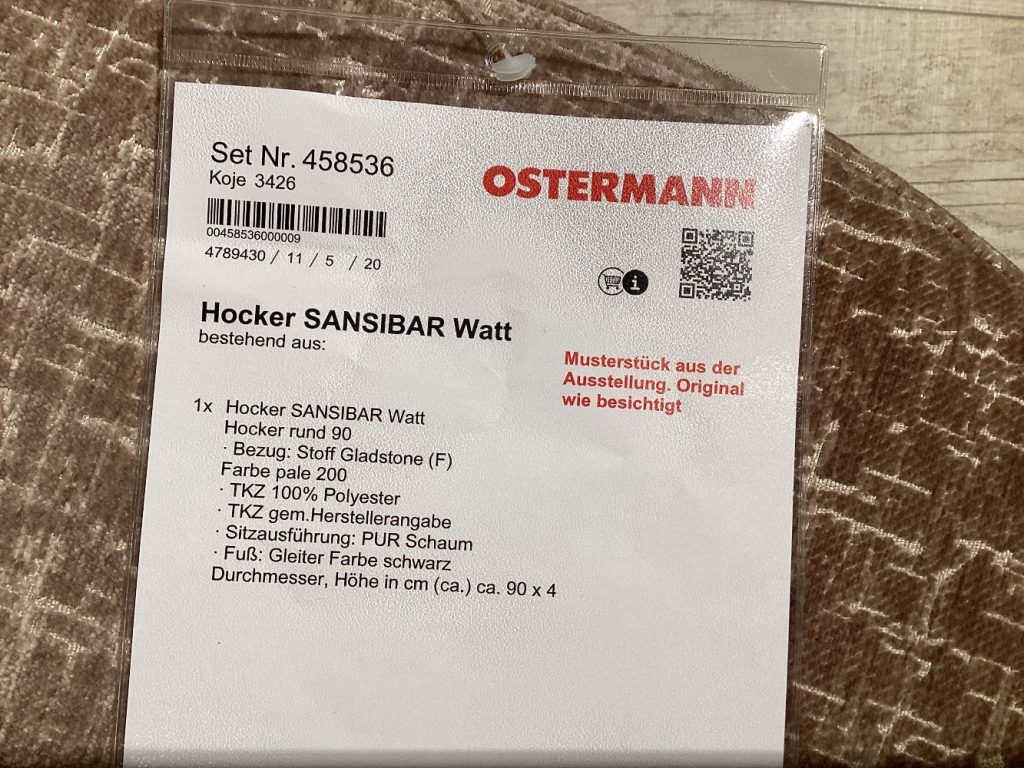 Set Nr. 458536
Koje 3426
OSTERMANN
00458536000009
4789430 / 11 / 5 / 20
Hocker SANSIBAR Watt
bestehend aus:
Musterstück aus der
Ausstellung. Original
wie besichtigt
1x Hocker SANSIBAR Watt
Hocker rund 90
· Bezug: Stoff Gladstone (F)
Farbe pale 200
· TKZ 100% Polyester
· TKZ gem.Herstellerangabe
· Sitzausführung: PUR Schaum
· Fuß: Gleiter Farbe schwarz
Durchmesser, Höhe in cm (ca.) ca. 90 x 4